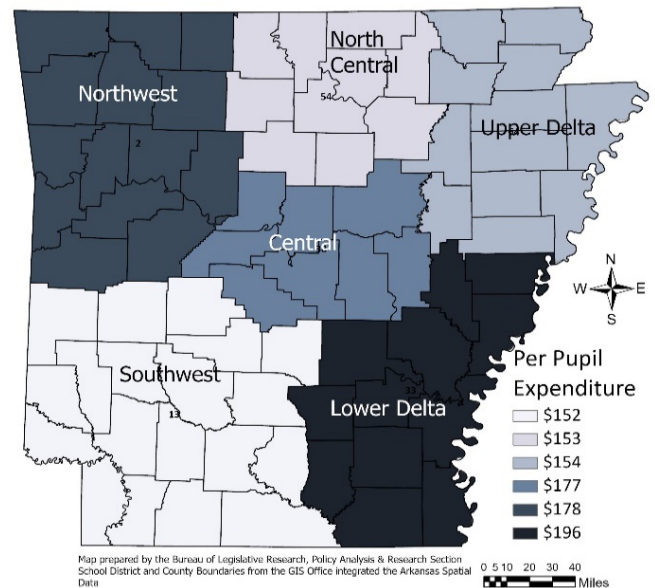 North
Central
54
Northwest
2
Upper Delta
Central
N
W E
S
Per Pupil
Expenditure
$152
$153
$154
$177
$178
$196
Southwest
13
33
Lower Delta
Map prepared by the Bureau of Legislative Research, Policy Analysis & Research Section
School District and County Boundaries from the GIS Office integrated the Arkansas Spatial
Data
0 5 10 20 30 40
Miles